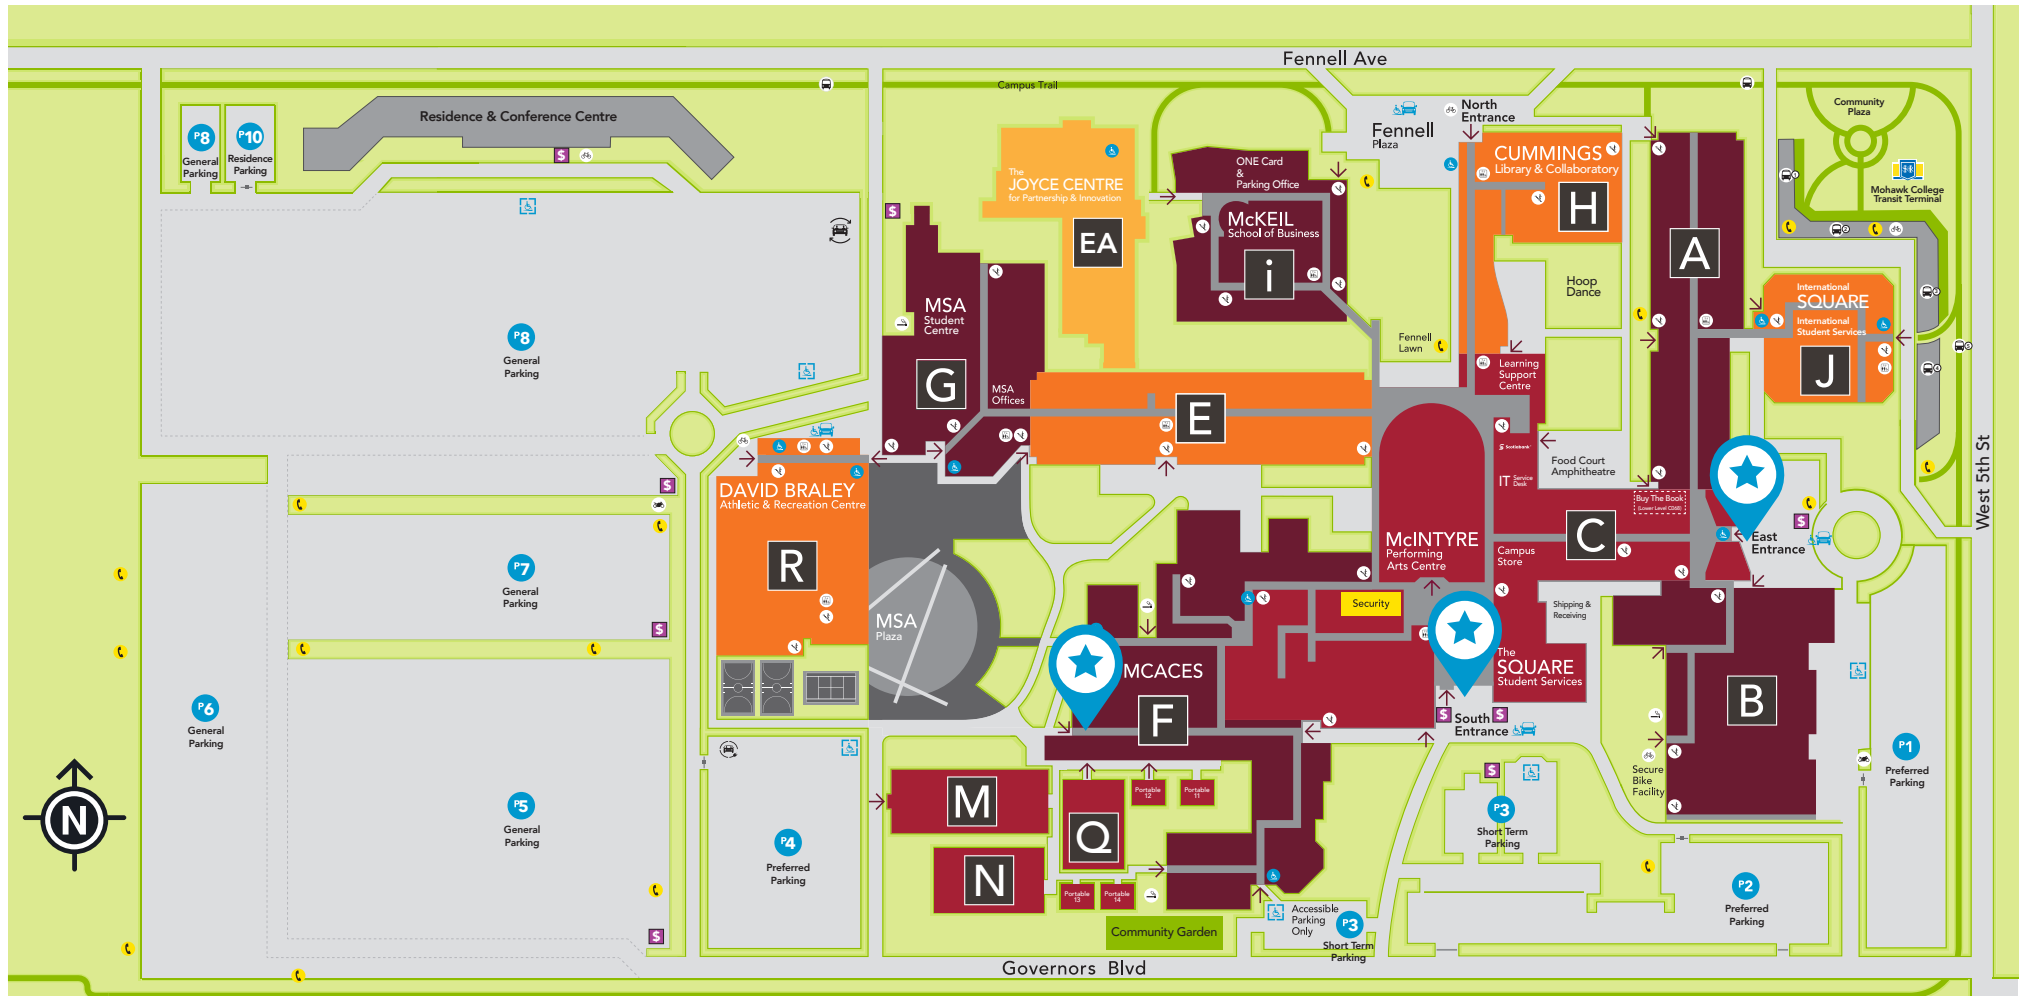 Fennell Ave
Campus Trail
Residence & Conference Centre
P8
General
Parking
P10
Residence
Parking
$
The
JOYCE CENTRE
for Partnership & Innovation
EA
ONE Card
&
Parking Office
McKEIL
School of Business
i
Fennell
Plaza
North
Entrance
CUMMINGS
Library & Collaboratory
H
A
Community
Plaza
Mohawk College
Transit Terminal
Hoop
Dance
International
SQUARE
International
Student Services
J
$
MSA
Student
Centre
G
MSA
Offices
E
Fennell
Lawn
Learning
Support
Centre
P8
General
Parking
Scotiabank
IT Service
Desk
Food Court
Amphitheatre
Buy The Book
(Lower Level C068)
C
Campus
Store
East
Entrance
$
West 5th St
DAVID BRALEY
Athletic & Recreation Centre
R
$
P7
General
Parking
$
MSA
Plaza
McINTYRE
Performing
Arts Centre
Security
Shipping &
Receiving
The
SQUARE
Student Services
MCACES
F
South
Entrance
$
$
B
P6
General
Parking
P1
Preferred
Parking
Secure
Bike
Facility
N
P5
General
Parking
P4
Preferred
Parking
M
Q
N
Portable
12
Portable
11
Portable
13
Portable
14
$
P3
Short Term
Parking
P2
Preferred
Parking
$
Accessible
Parking
Only
P3
Short Term
Parking
Community Garden
Governors Blvd